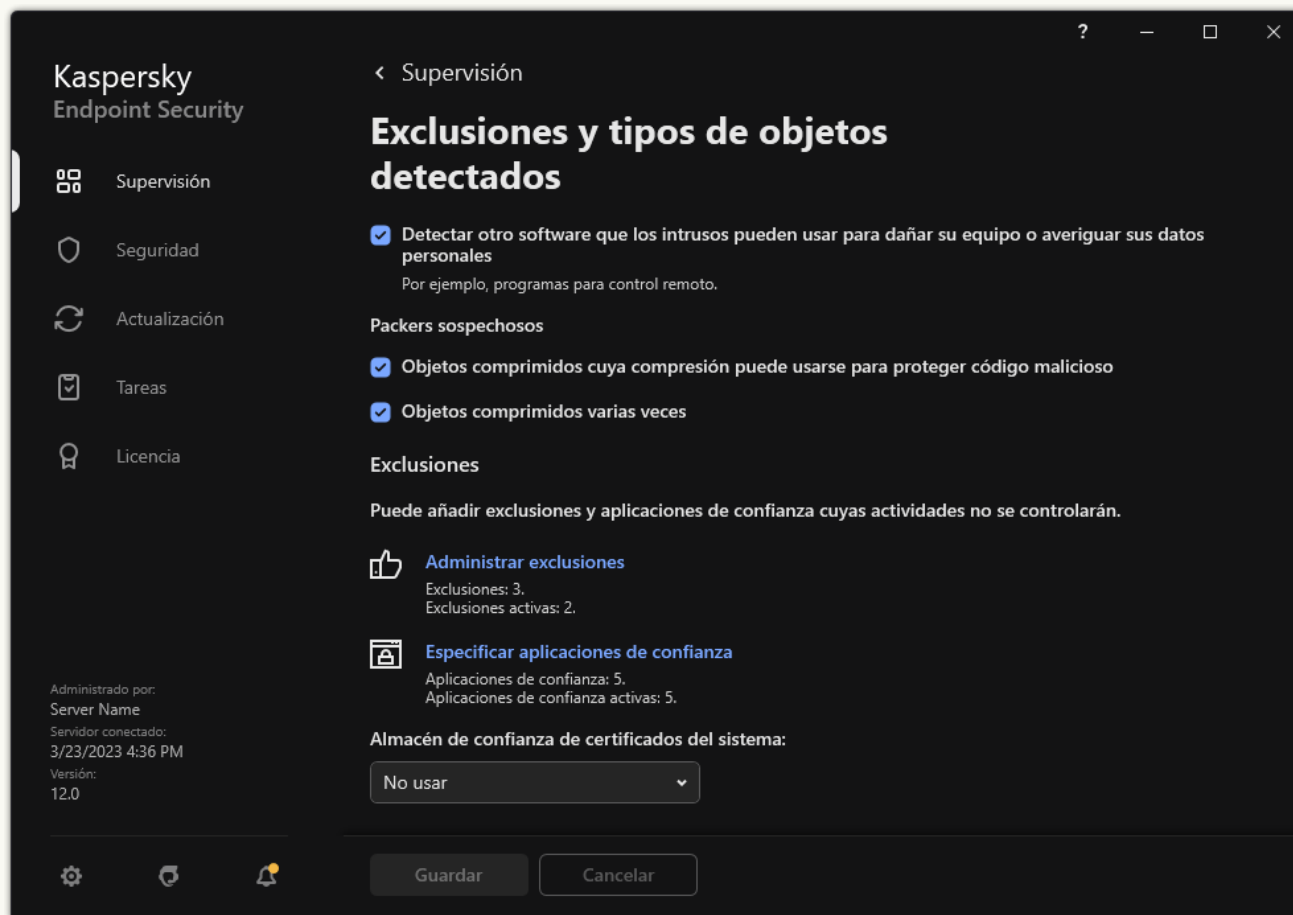 ?
Kaspersky
Endpoint Security
Supervisión
Seguridad
Actualización
Tareas
Licencia
Administrado por:
Server Name
Servidor conectado:
3/23/2023 4:36 PM
Versión:
12.0
Supervisión
Exclusiones y tipos de objetos
detectados
Detectar otro software que los intrusos pueden usar para dañar su equipo o averiguar sus datos
personales
Por ejemplo, programas para control remoto.
Packers sospechosos
Objetos comprimidos cuya compresión puede usarse para proteger código malicioso
Objetos comprimidos varias veces
Exclusiones
Puede añadir exclusiones y aplicaciones de confianza cuyas actividades no se controlarán.
Administrar exclusiones
Exclusiones: 3.
Exclusiones activas: 2.
Especificar aplicaciones de confianza
Aplicaciones de confianza: 5.
Aplicaciones de confianza activas: 5.
Almacén de confianza de certificados del sistema:
No usar
Guardar
Cancelar